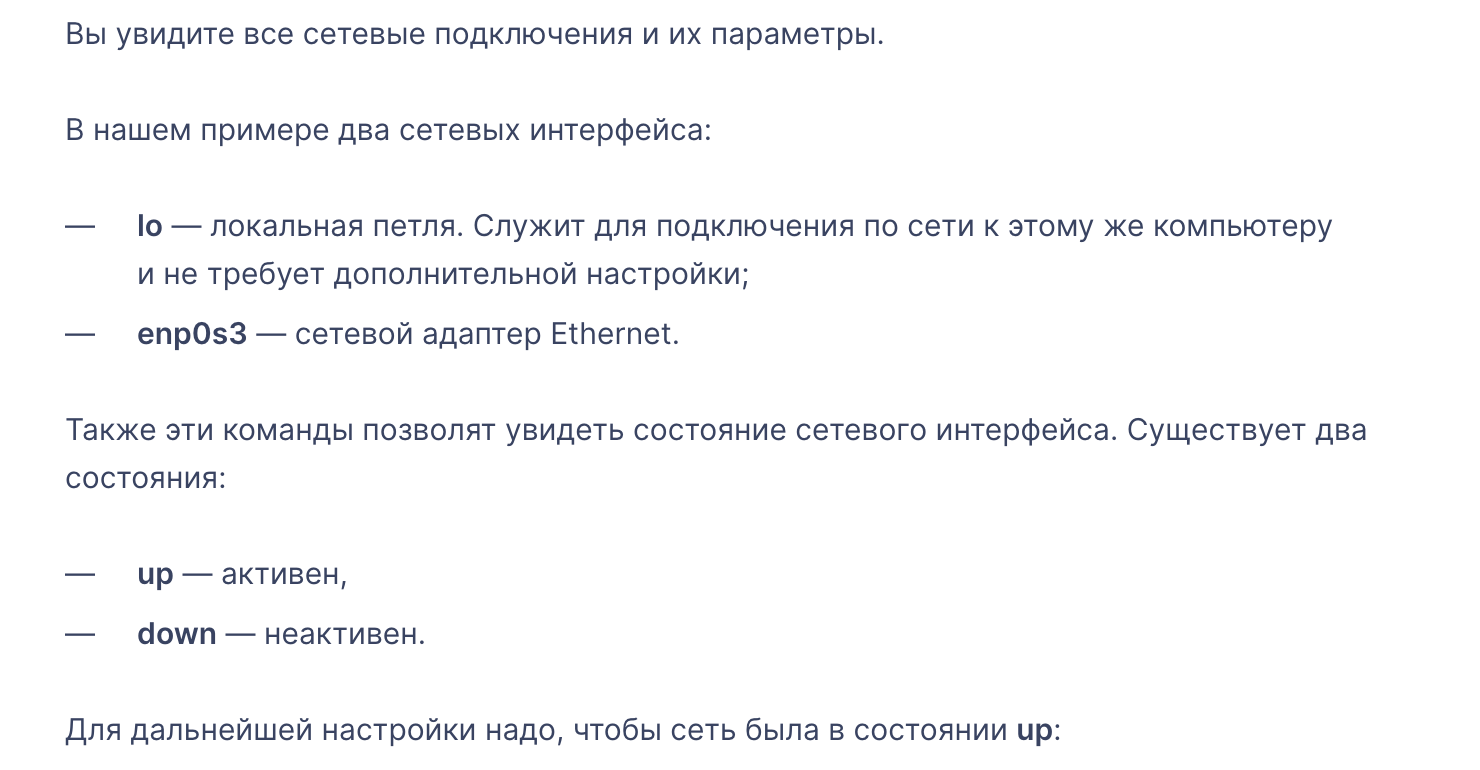 Вы увидите все сетевые подключения и их параметры.
В нашем примере два сетевых интерфейса:
— lo — локальная петля. Служит для подключения по сети к этому же компьютеру
и не требует дополнительной настройки;
— enp0s3 — сетевой адаптер Ethernet.
Также эти команды позволят увидеть состояние сетевого интерфейса. Существует два
состояния:
— up — активен,
— down — неактивен.
Для дальнейшей настройки надо, чтобы сеть была в состоянии up: